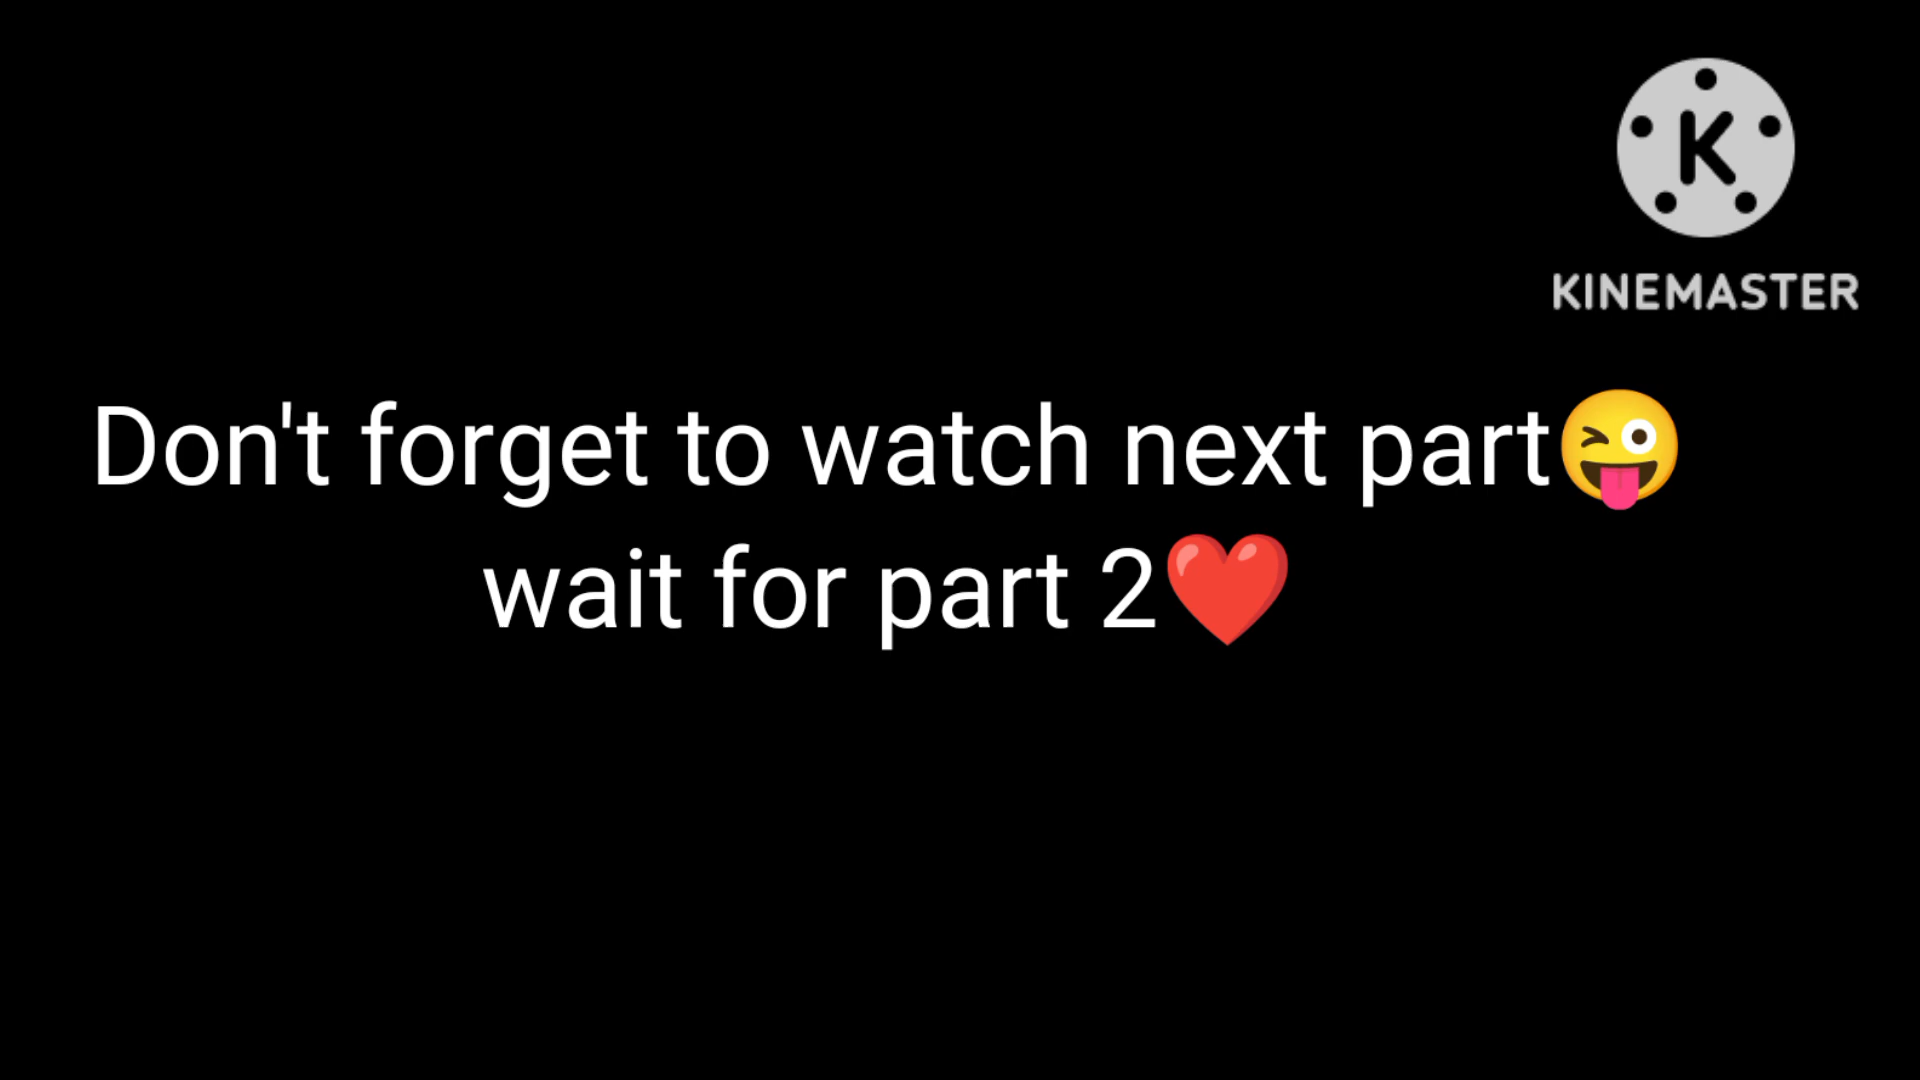 K
KINEMASTER
Don't forget to watch next part😜
wait for part 2❤️